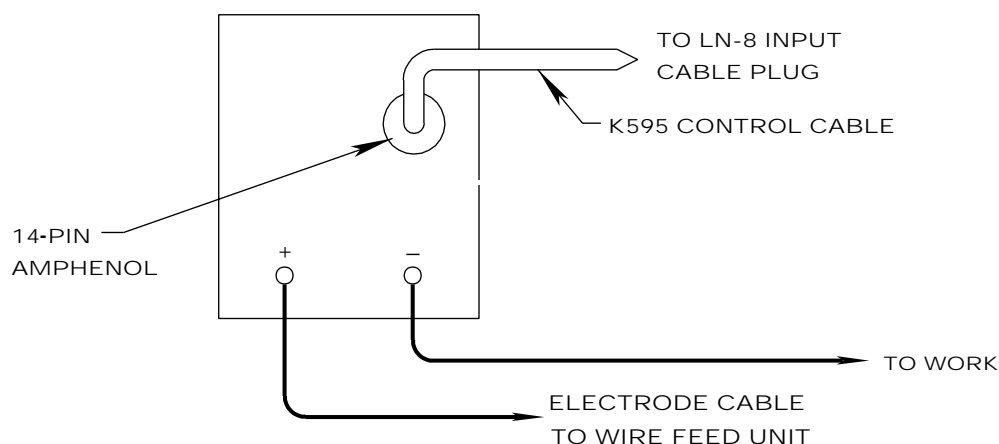 TO LN-8 INPUT
CABLE PLUG
K595 CONTROL CABLE
14-PIN
AMPHENOL
+
–
TO WORK
ELECTRODE CABLE
TO WIRE FEED UNIT